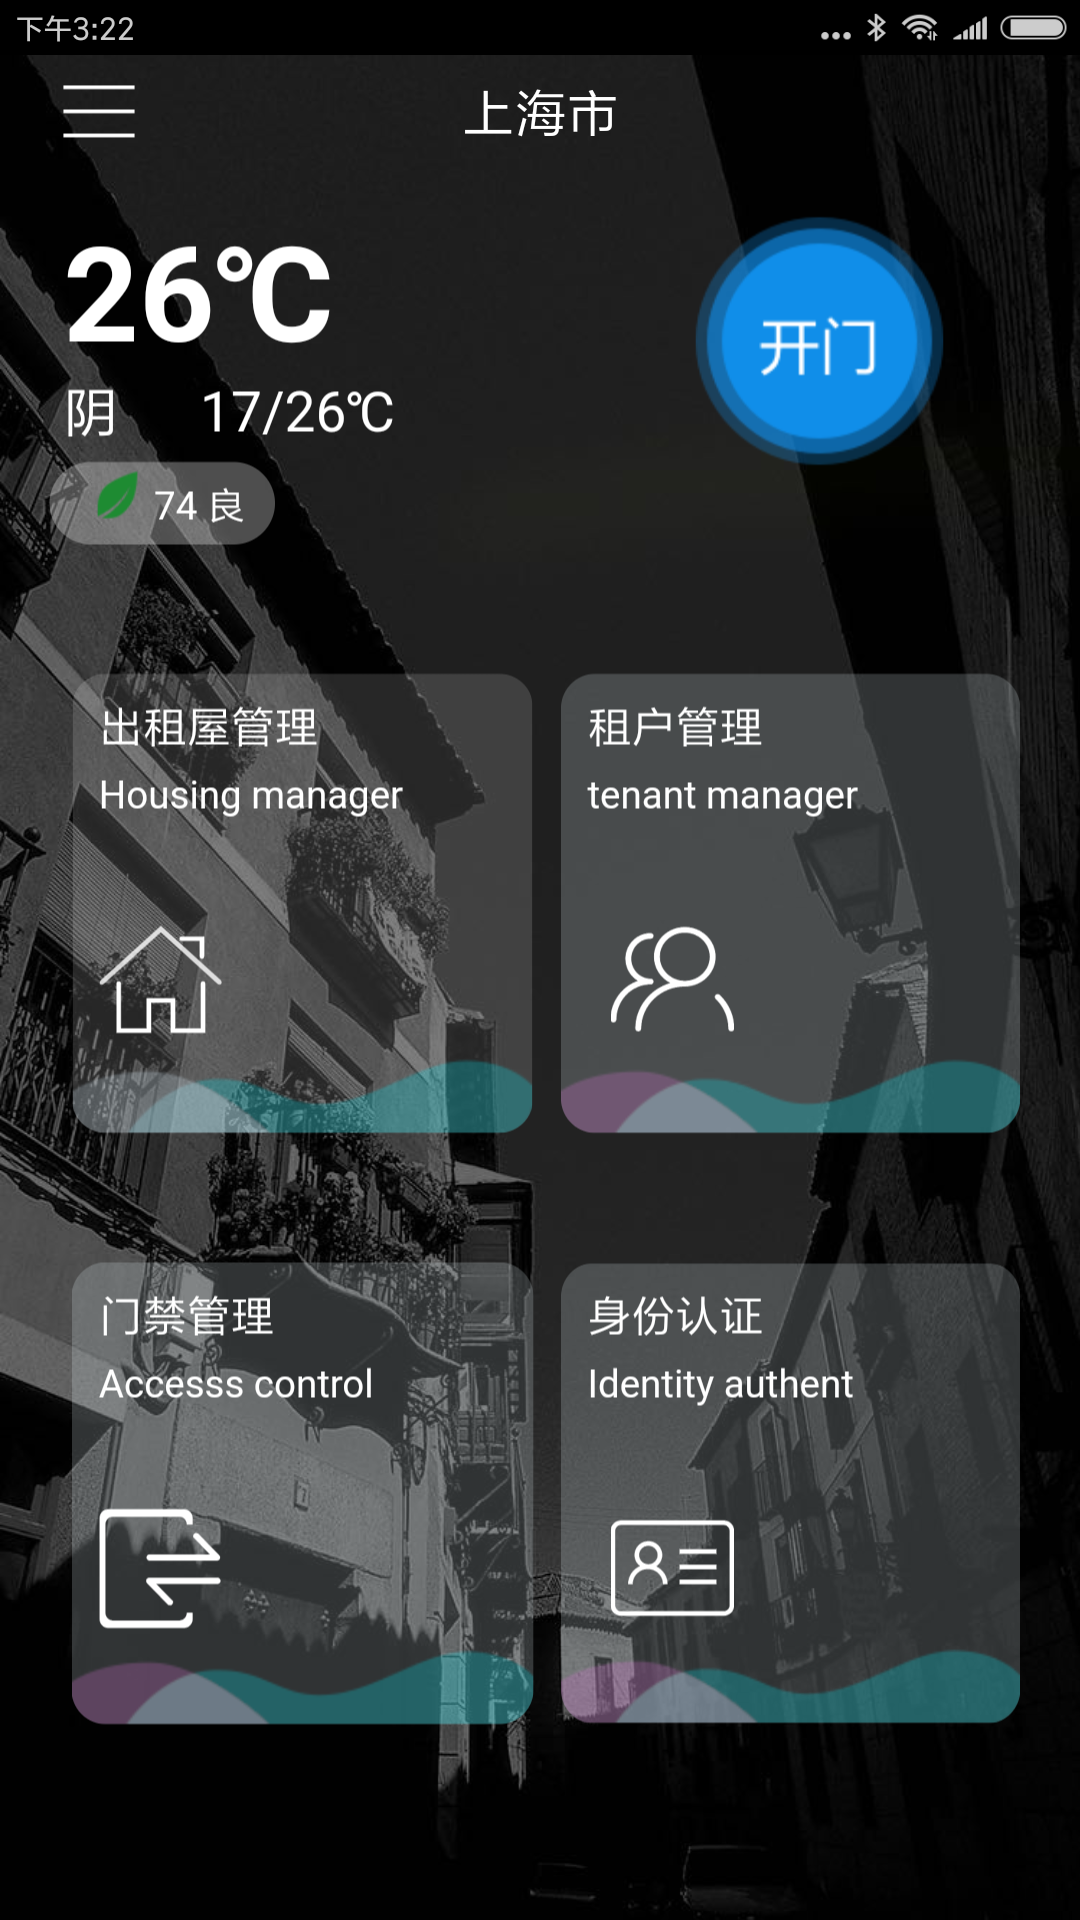 下午3:22
上海市
26℃
开门
阴 17/26℃
74 良
出租屋管理
Housing manager
租户管理
tenant manager
门禁管理
Accesss control
身份认证
Identity authent